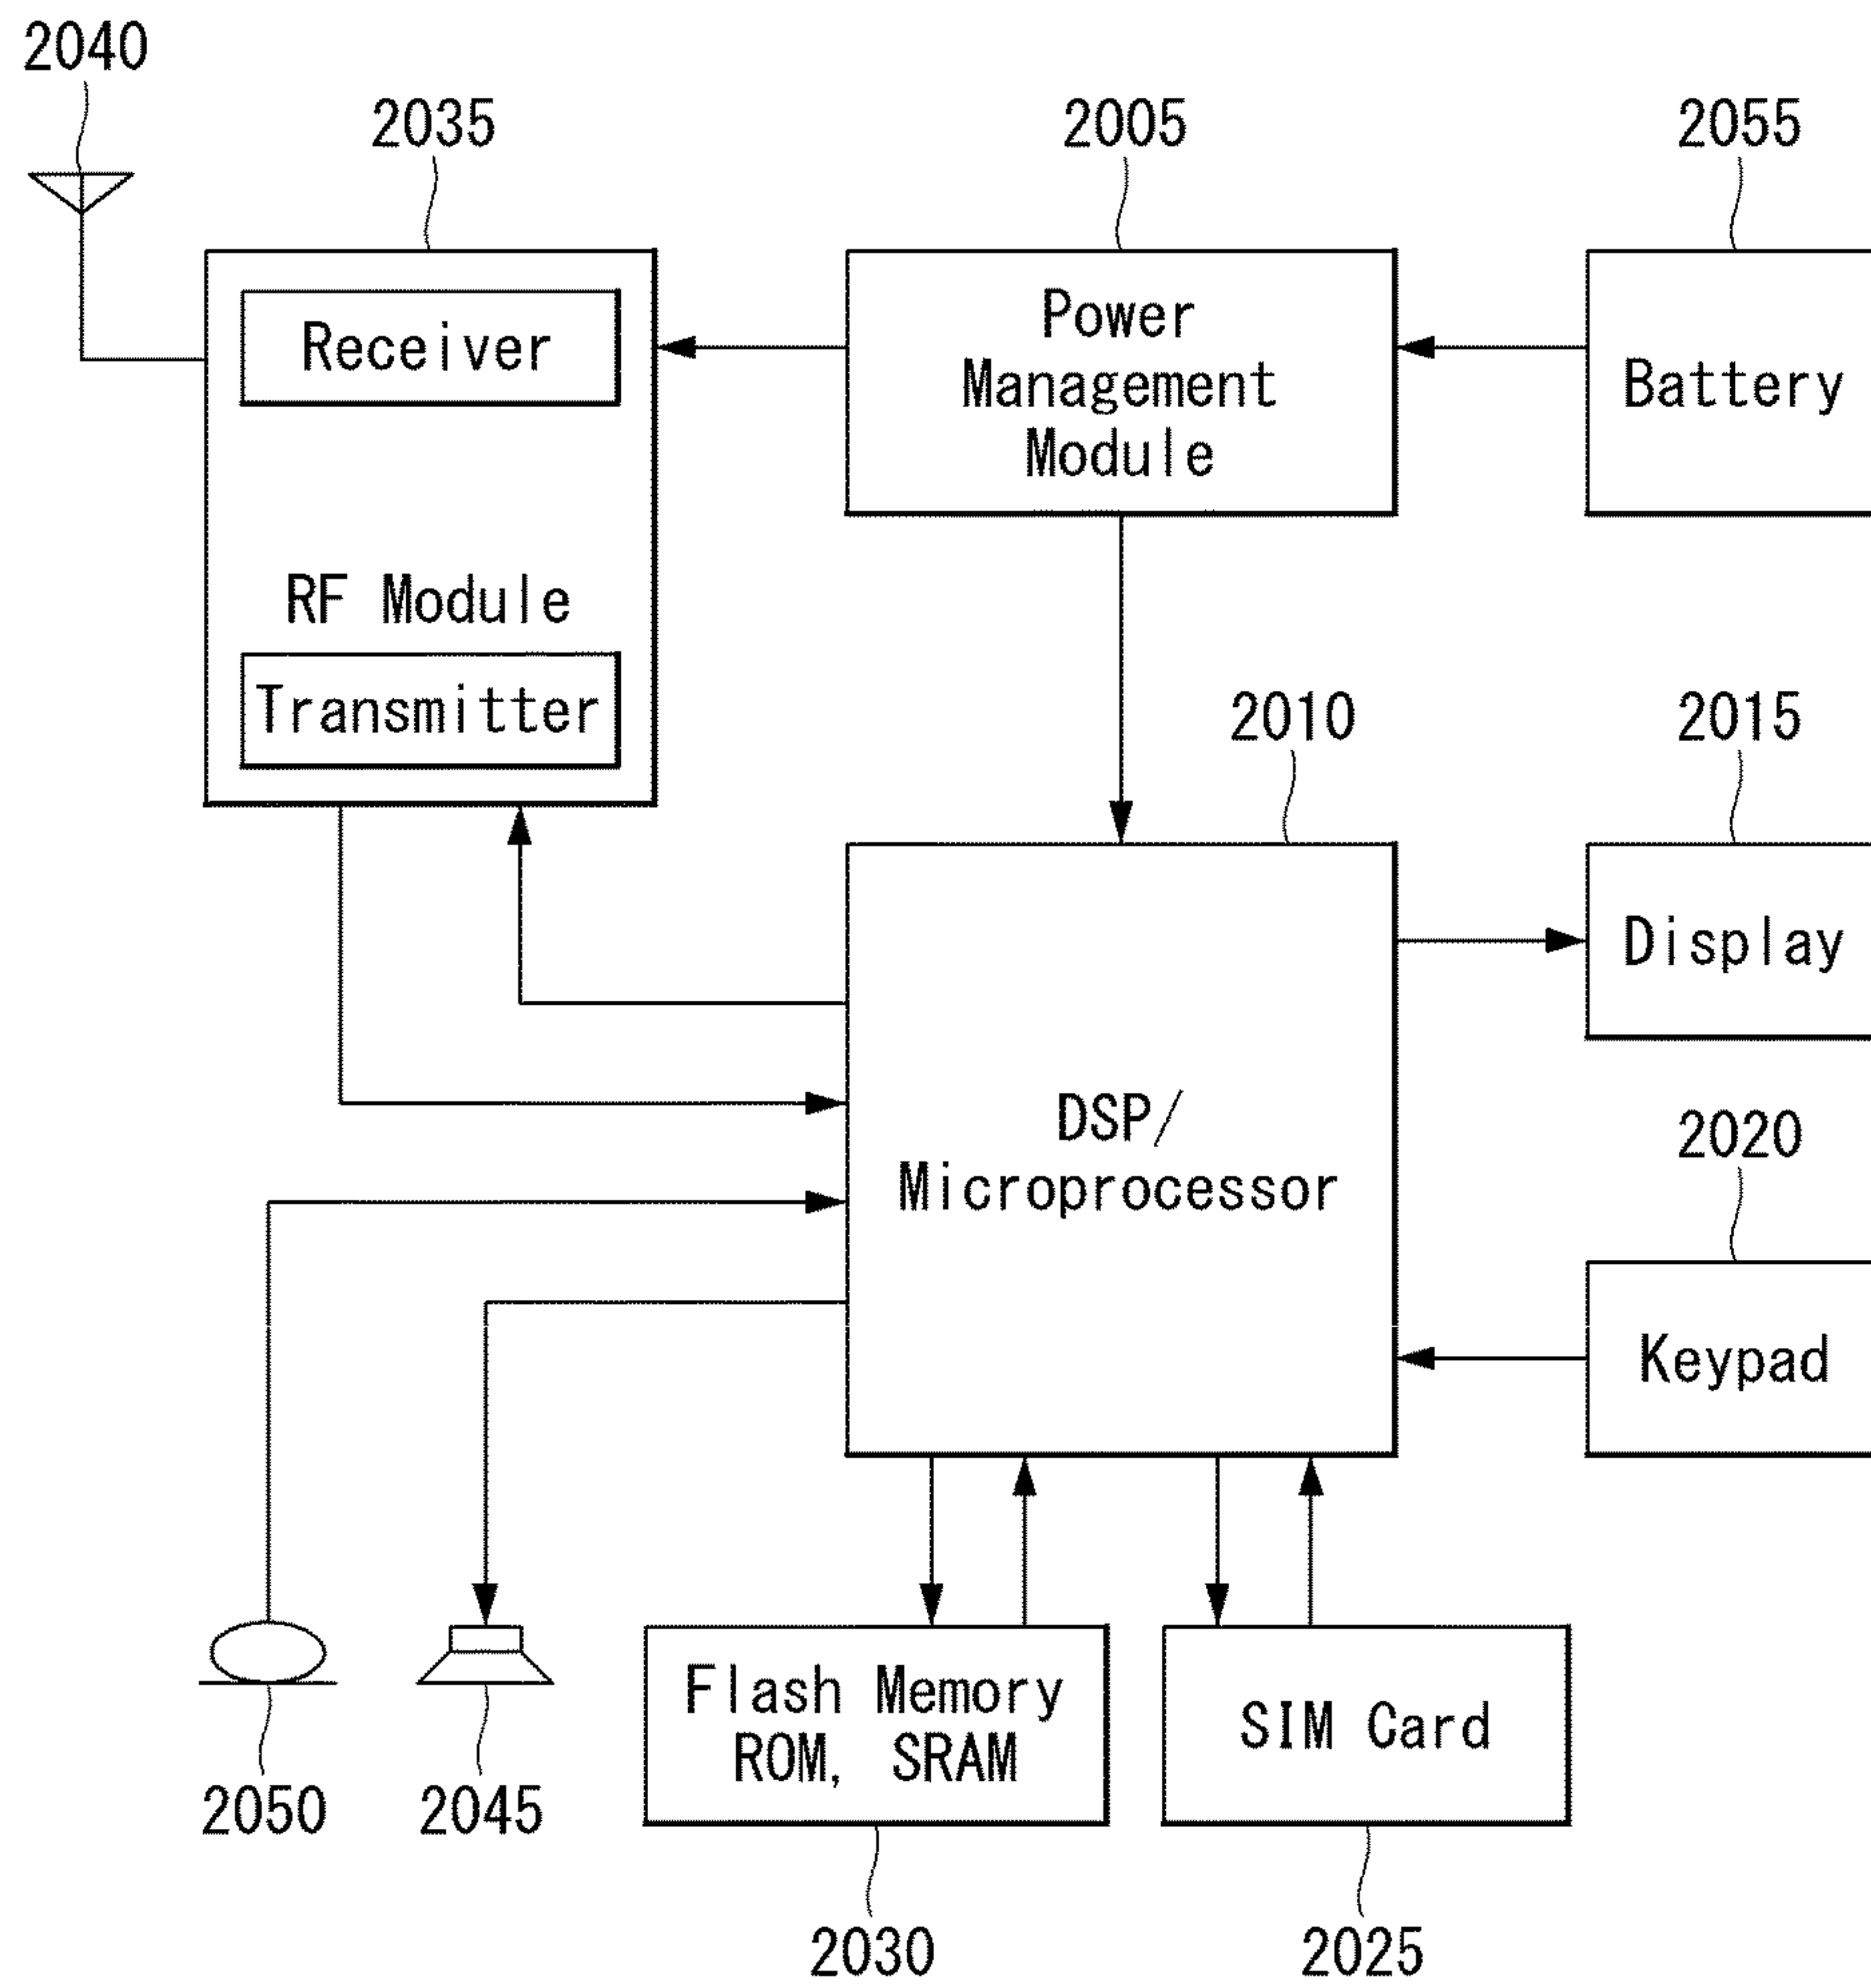 2040
2035
2005
2055
Receiver
Power
Management
Module
Battery
RF Module
Transmitter
2010
2015
Display
DSP/
Microprocessor
2020
Keypad
Flash Memory
ROM, SRAM
SIM Card
2050
2045
2030
2025